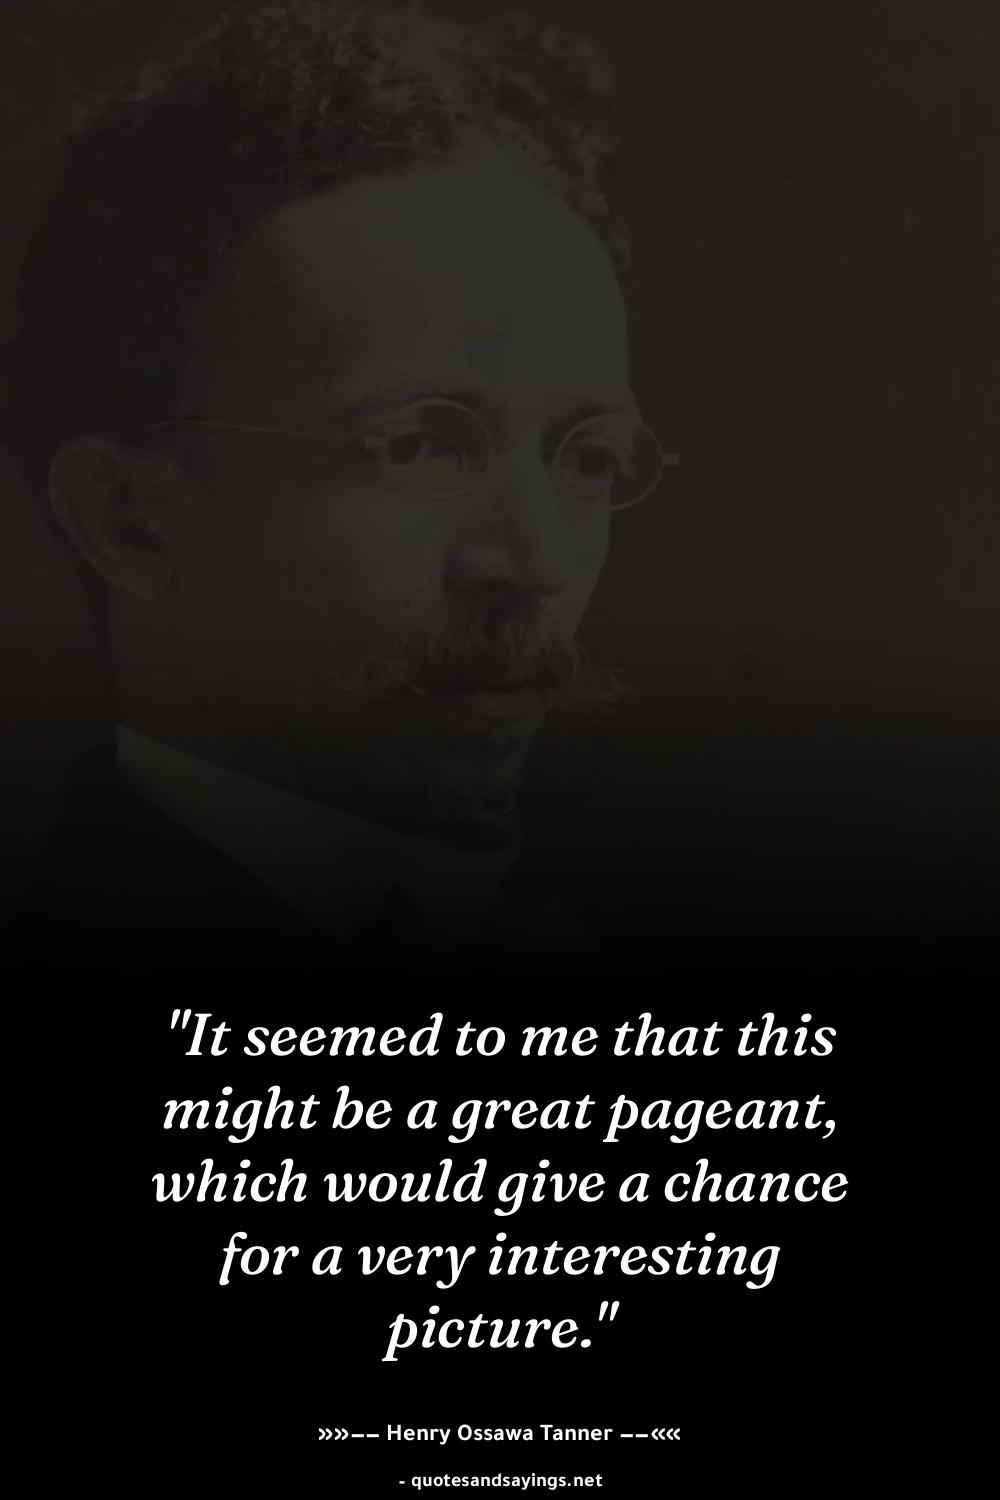 "It seemed to me that this
might be a great pageant,
which would give a chance
for a very interesting
picture."
»»−− Henry Ossawa Tanner −−««
- quotesandsayings.net